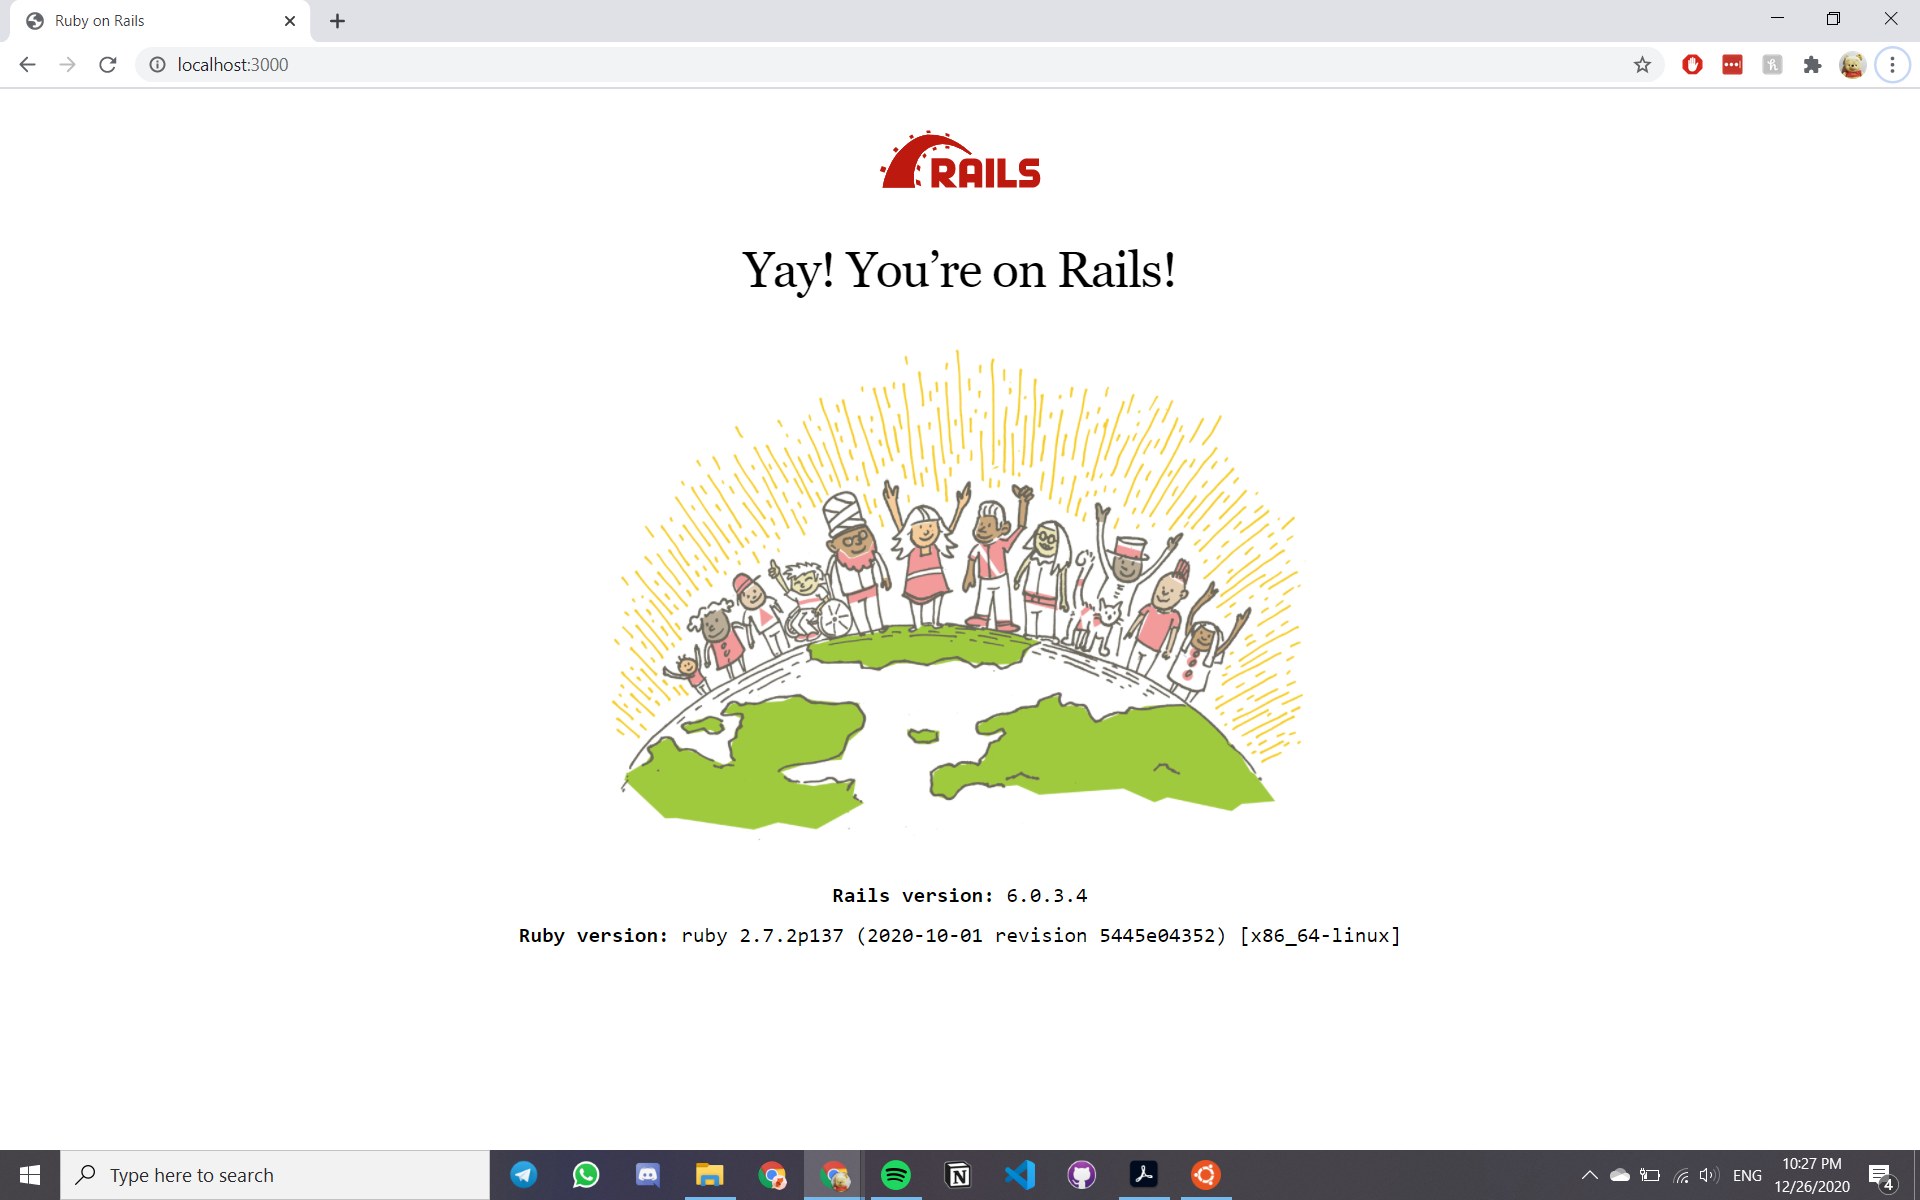 Ruby on Rails
localhost:3000
RAILS
Yay! You’re on Rails!
Rails version: 6.0.3.4
Ruby version: ruby 2.7.2p137 (2020-10-01 revision 5445e04352) [x86_64-linux]
Type here to search
ENG
10:27 PM
12/26/2020
4